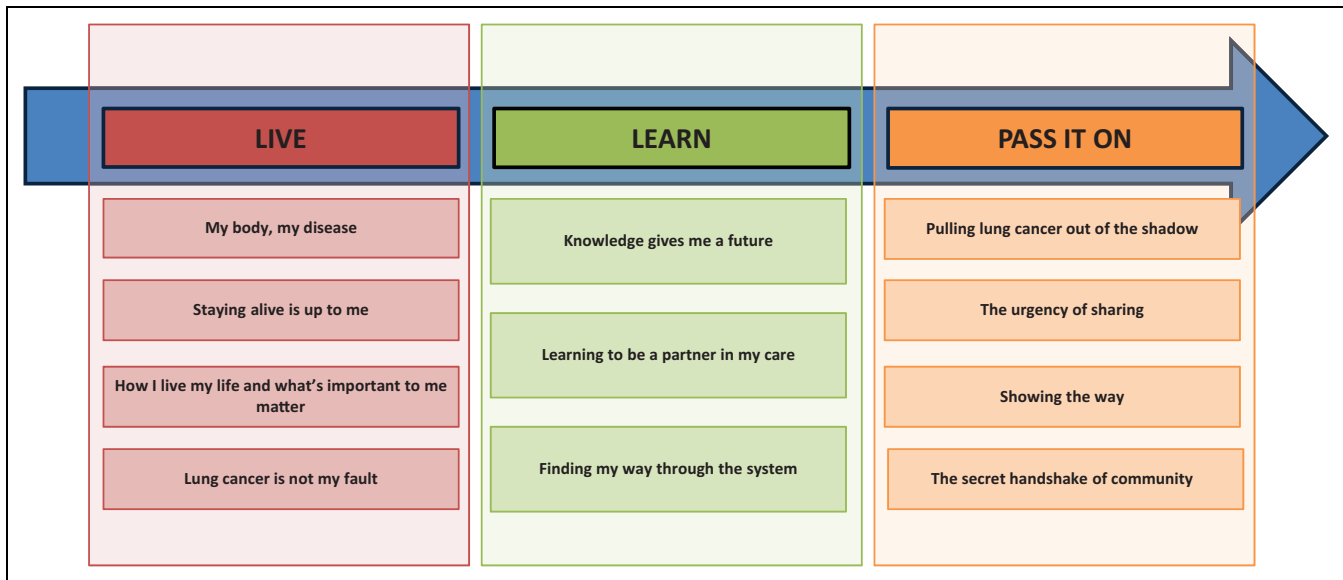 LIVE
My body, my disease
Staying alive is up to me
How I live my life and what’s important to me
matter
Lung cancer is not my fault
LEARN
Knowledge gives me a future
Learning to be a partner in my care
Finding my way through the system
PASS IT ON
Pulling lung cancer out of the shadow
The urgency of sharing
Showing the way
The secret handshake of community